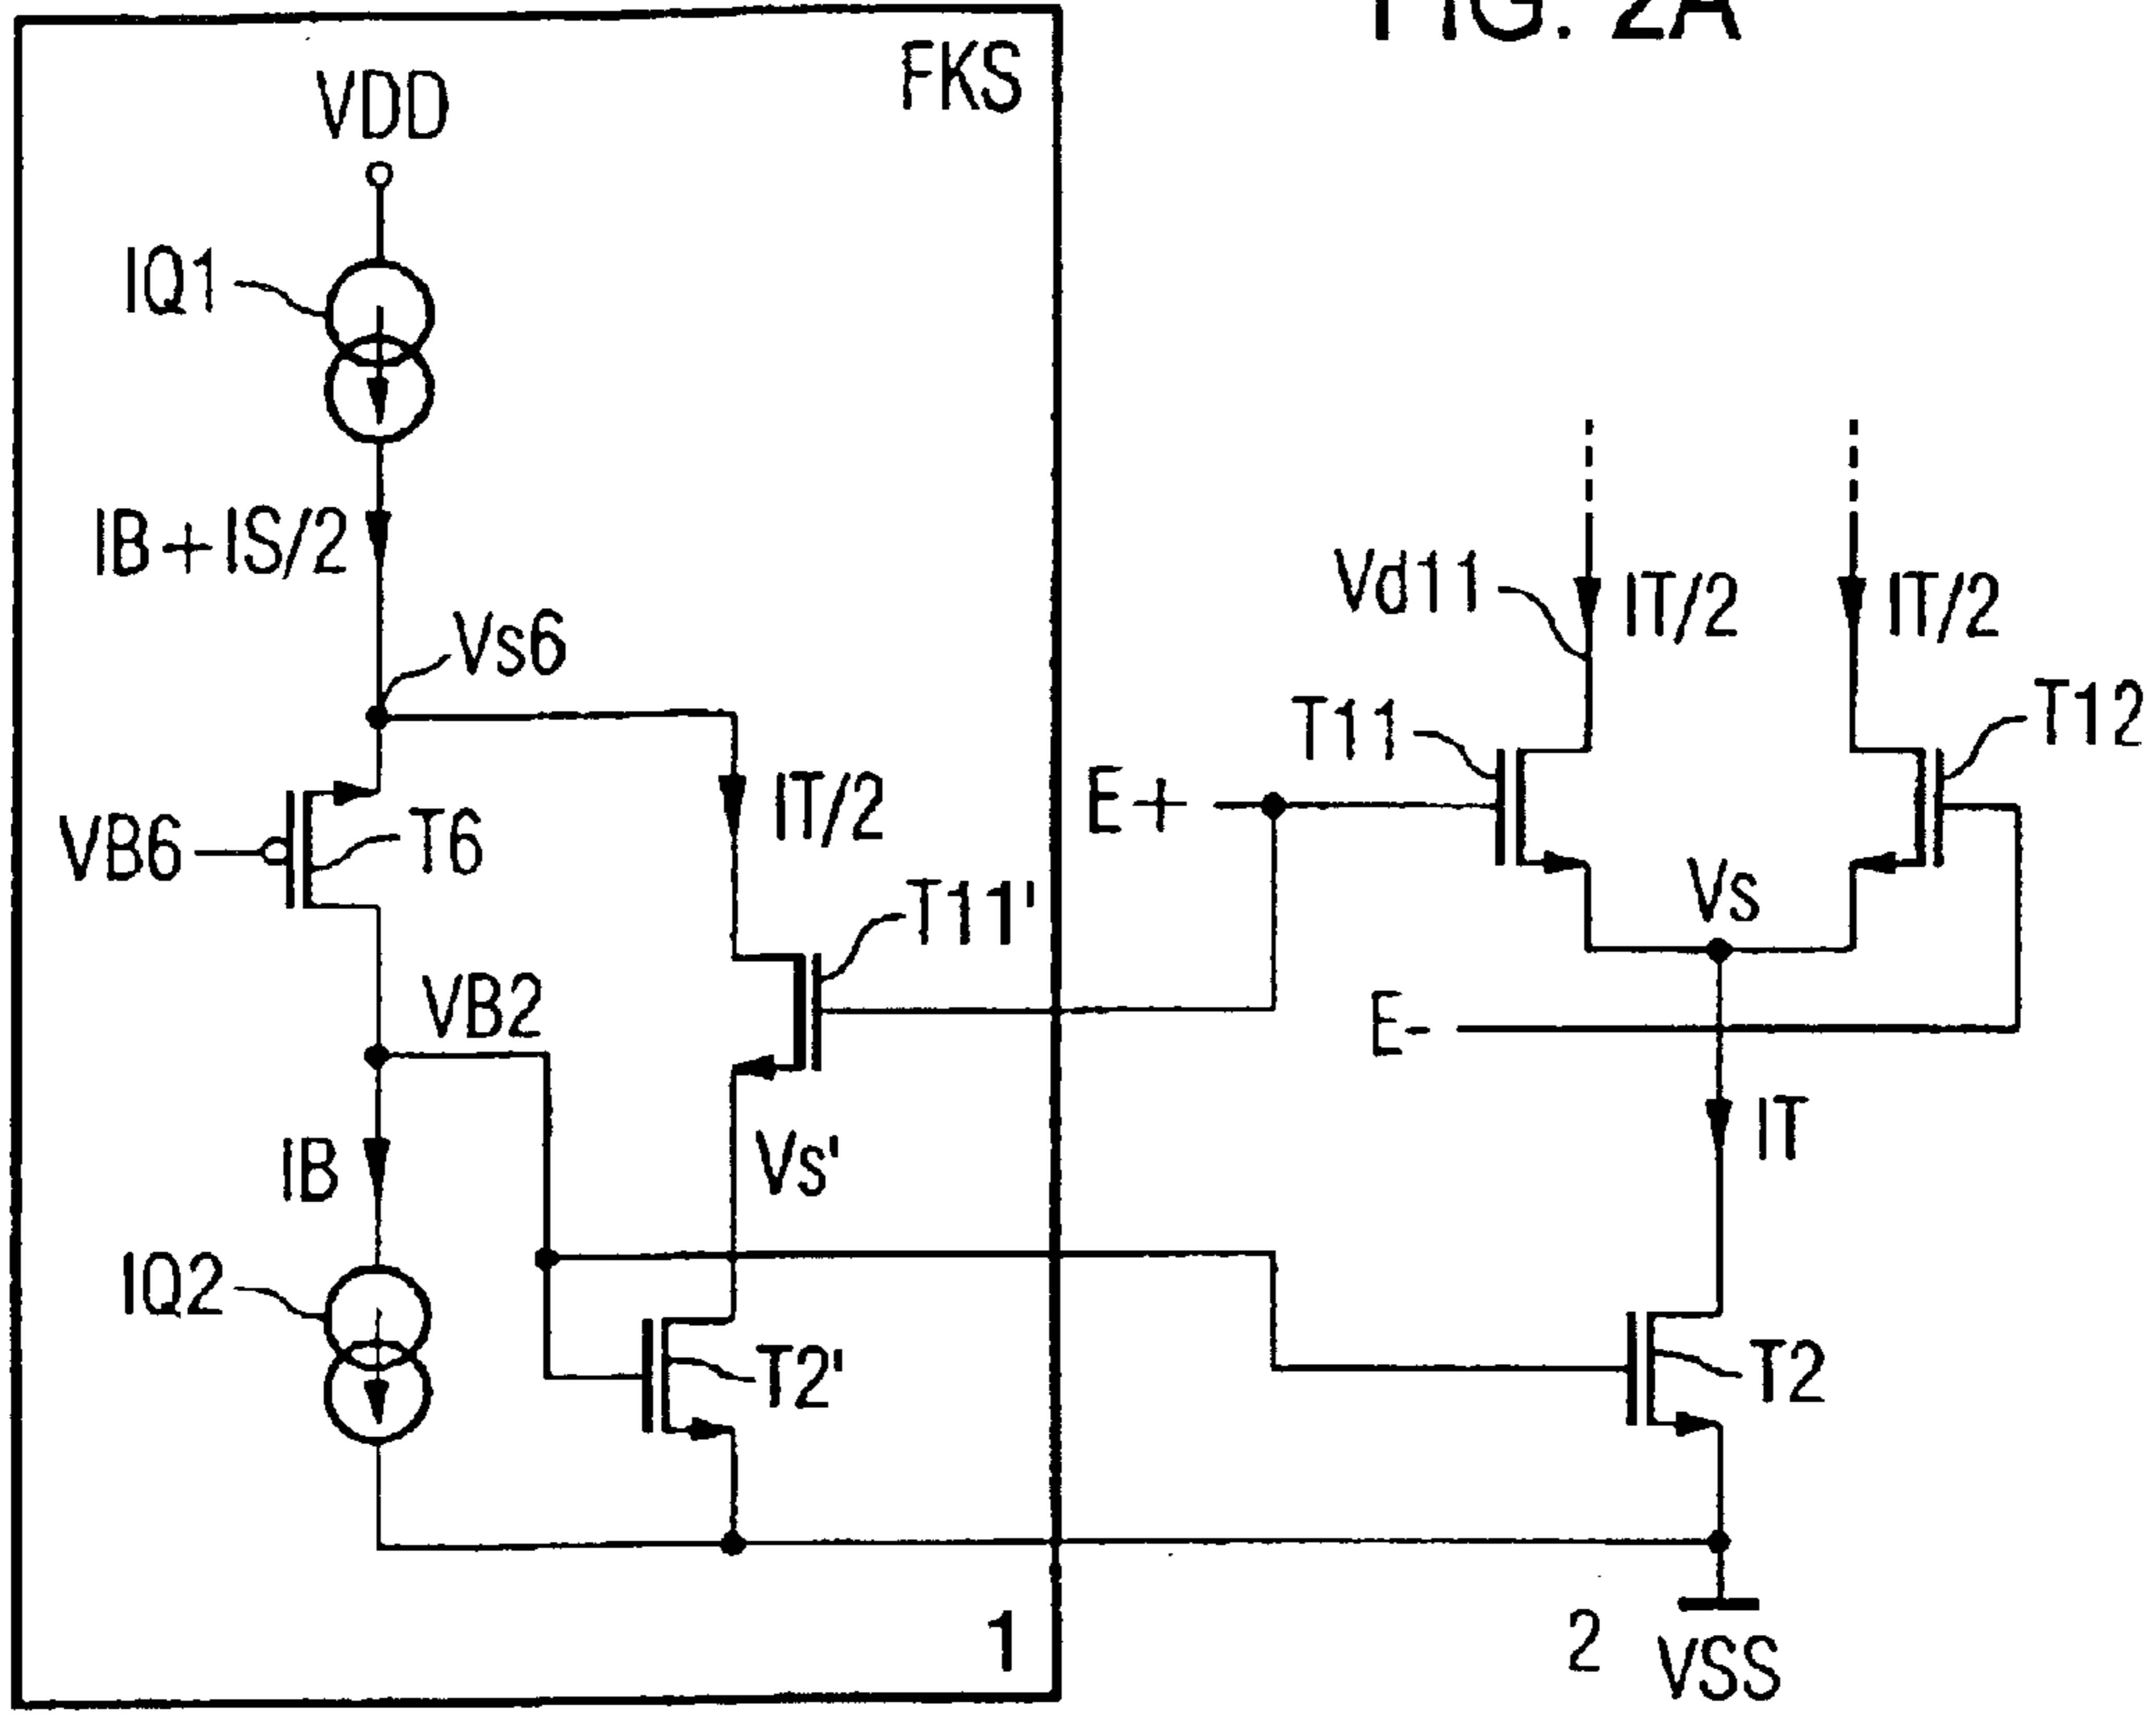 FIG. 2A
FKS
VDD
IQ1
IB+IS/2
Vs6
Vd11
IT/2
IT/2
T11
T12
VB6
T6
IT/2
E+
T11'
Vs
VB2
E-
IB
Vs'
IT
IQ2
T2'
T2
1
2
VSS